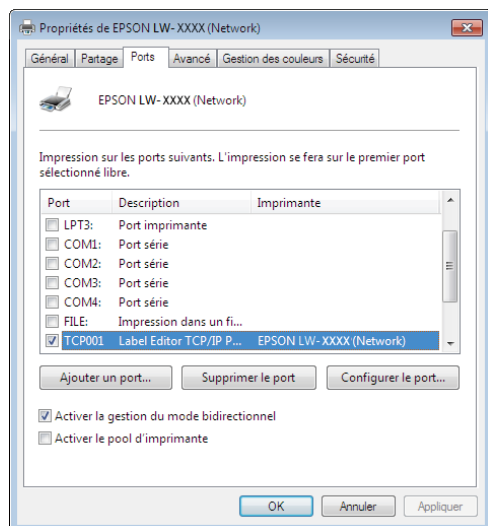 Propriétés de EPSON LW-XXXX (Network)
Général Partage Ports Avancé Gestion des couleurs Sécurité
EPSON LW-XXXX (Network)
Impression sur les ports suivants. L'impression se fera sur le premier port
sélectionné libre.
Port Description Imprimante
LPT3: Port imprimante
COM1: Port série
COM2: Port série
COM3: Port série
COM4: Port série
FILE: Impression dans un fi...
TCP001 Label Editor TCP/IP P... EPSON LW-XXXX (Network)
Ajouter un port... Supprimer le port Configurer le port...
Activer la gestion du mode bidirectionnel
Activer le pool d'imprimante
OK Annuler Appliquer